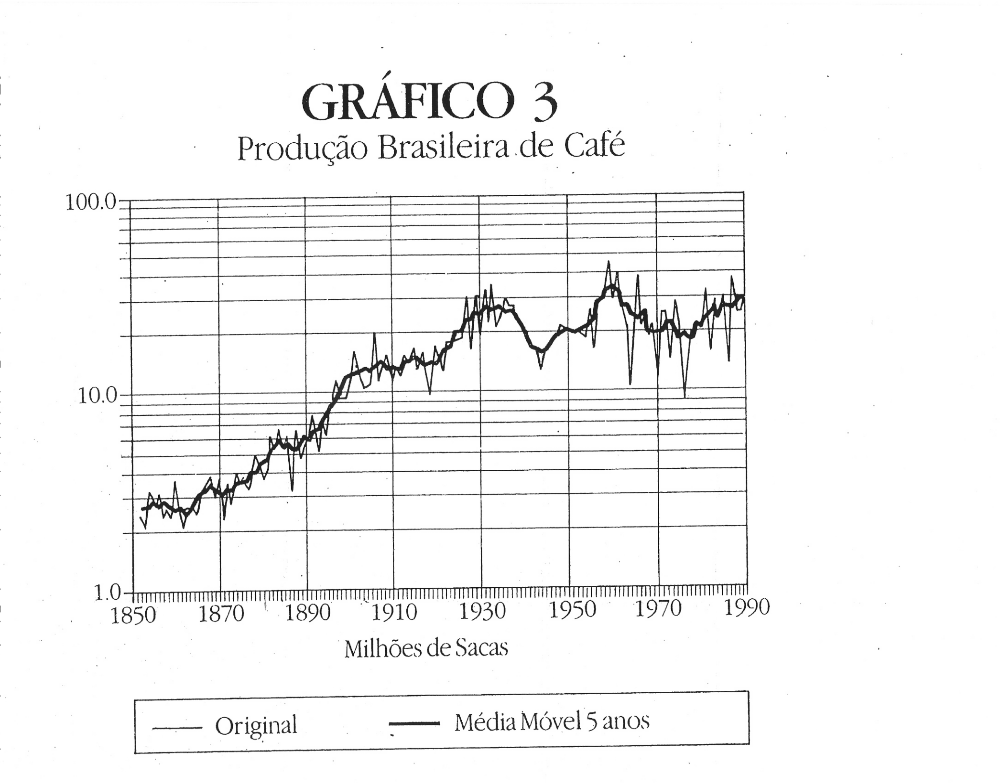 GRÁFICO 3
Produção Brasileira de Café
100.0
10.0
1.0
1850 1870 1890 1910 1930 1950 1970 1990
Milhões de Sacas
Original Média Móvel 5 anos